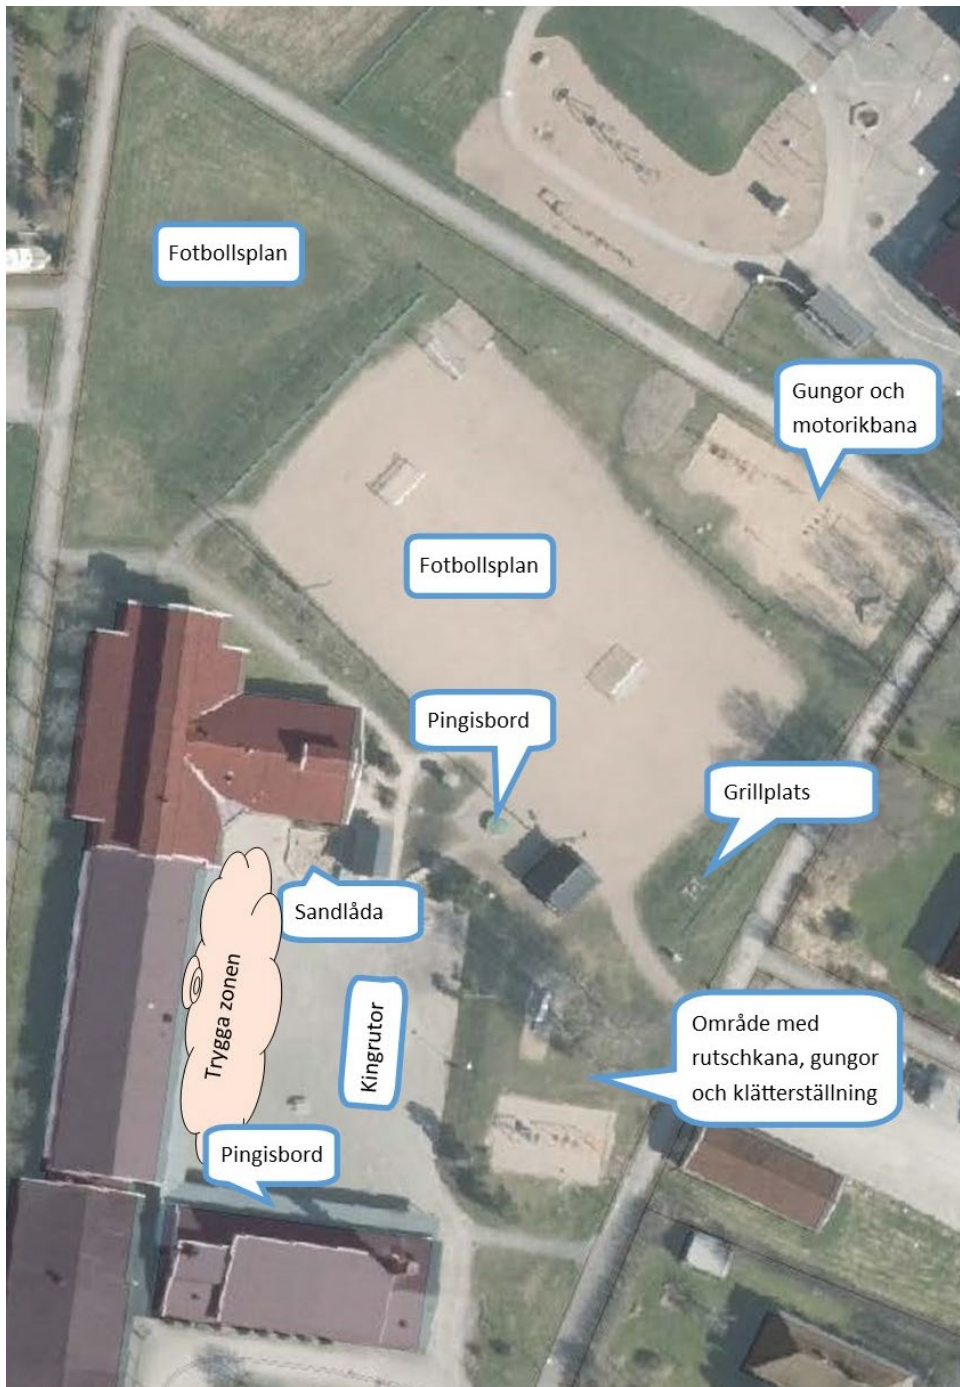 Fotbollsplan
Gungor och
motorikbana
Fotbollsplan
Pingisbord
Grillplats
Sandlåda
Trygga zonen
Kingrutor
Område med
rutschkana, gungor
och klätterställning
Pingisbord